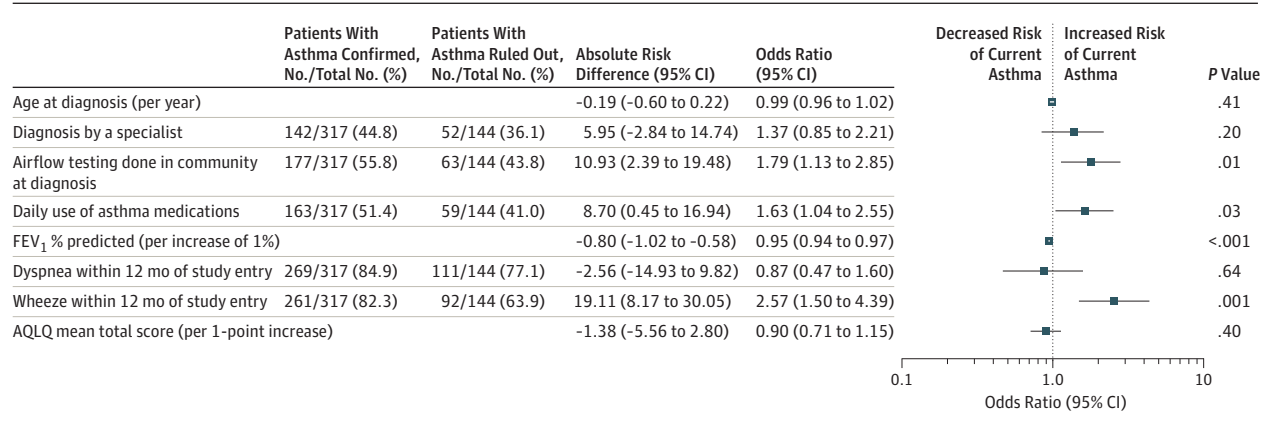 Patients With Asthma Confirmed, No./Total No. (%) Patients With Asthma Ruled Out, No./Total No. (%) Absolute Risk Difference (95% CI) Odds Ratio (95% CI) Decreased Risk of Current Asthma Increased Risk of Current Asthma P Value
Age at diagnosis (per year) -0.19 (-0.60 to 0.22) 0.99 (0.96 to 1.02) .41
Diagnosis by a specialist 142/317 (44.8) 52/144 (36.1) 5.95 (-2.84 to 14.74) 1.37 (0.85 to 2.21) .20
Airflow testing done in community at diagnosis 177/317 (55.8) 63/144 (43.8) 10.93 (2.39 to 19.48) 1.79 (1.13 to 2.85) .01
Daily use of asthma medications 163/317 (51.4) 59/144 (41.0) 8.70 (0.45 to 16.94) 1.63 (1.04 to 2.55) .03
FEV1 % predicted (per increase of 1%) -0.80 (-1.02 to -0.58) 0.95 (0.94 to 0.97) <.001
Dyspnea within 12 mo of study entry 269/317 (84.9) 111/144 (77.1) -2.56 (-14.93 to 9.82) 0.87 (0.47 to 1.60) .64
Wheeze within 12 mo of study entry 261/317 (82.3) 92/144 (63.9) 19.11 (8.17 to 30.05) 2.57 (1.50 to 4.39) .001
AQLQ mean total score (per 1-point increase) -1.38 (-5.56 to 2.80) 0.90 (0.71 to 1.15) .40
0.1 1.0 10
Odds Ratio (95% CI)